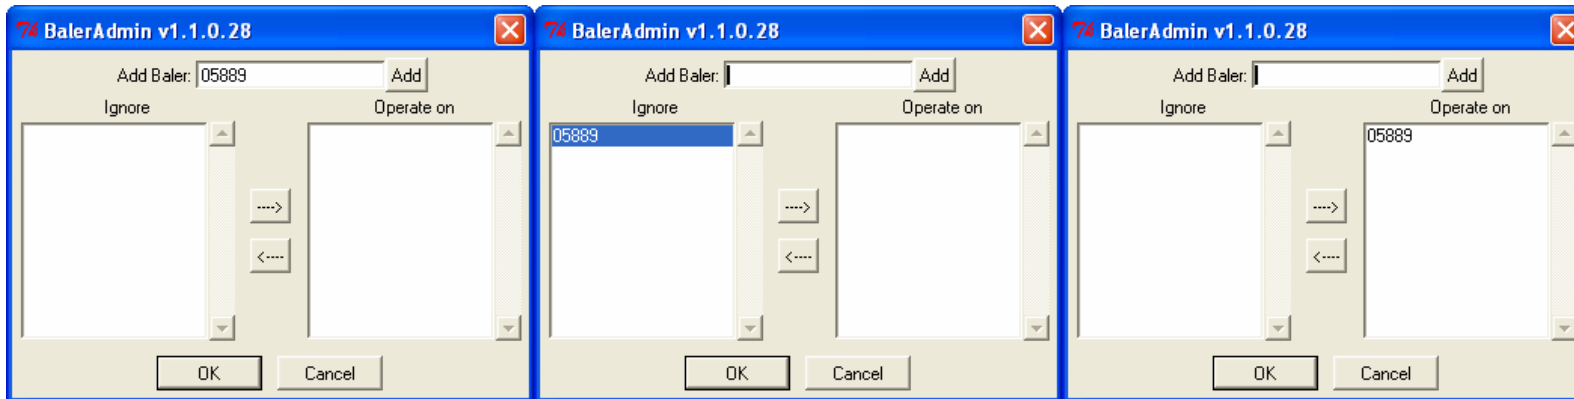 BalerAdmin v1.1.0.28
Add Baler: 05889 Add
Ignore Operate on
---->
<----
OK Cancel
BalerAdmin v1.1.0.28
Add Baler: Add
Ignore Operate on
05889
---->
<----
OK Cancel
BalerAdmin v1.1.0.28
Add Baler: Add
Ignore Operate on
05889
---->
<----
OK Cancel